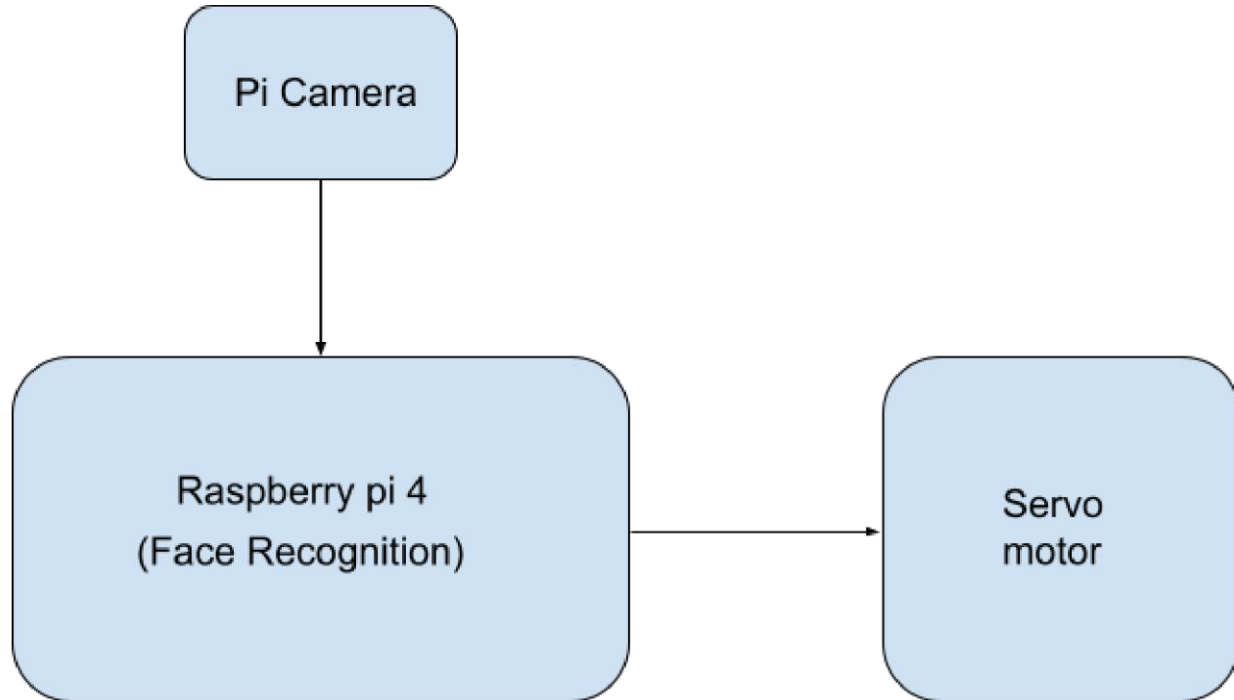 Pi Camera
Raspberry pi 4
(Face Recognition)
Servo
motor